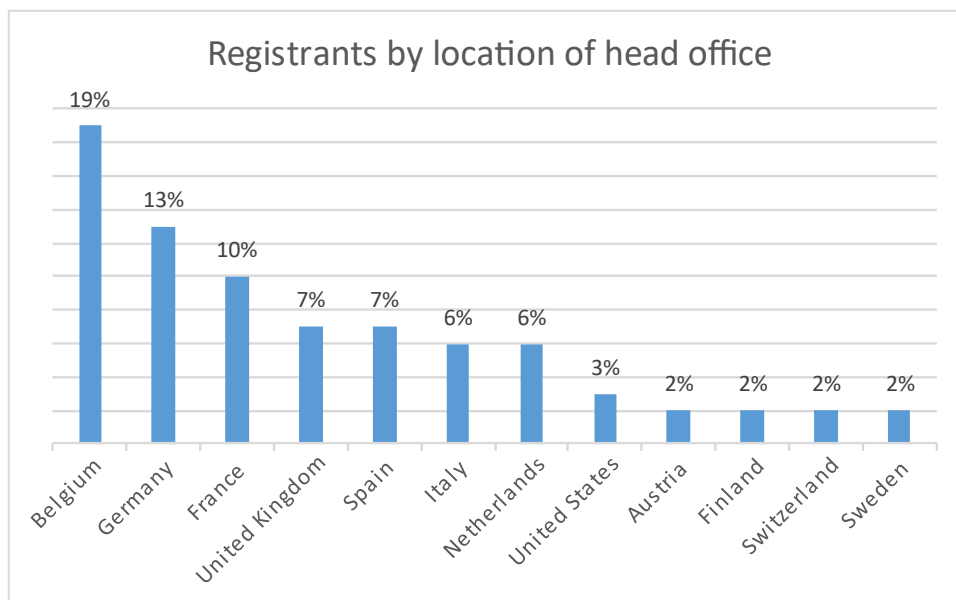 Registrants by location of head office
19%
13%
10%
7%
7%
6%
6%
3%
2%
2%
2%
2%
Belgium
Germany
France
United Kingdom
Spain
Italy
Netherlands
United States
Austria
Finland
Switzerland
Sweden